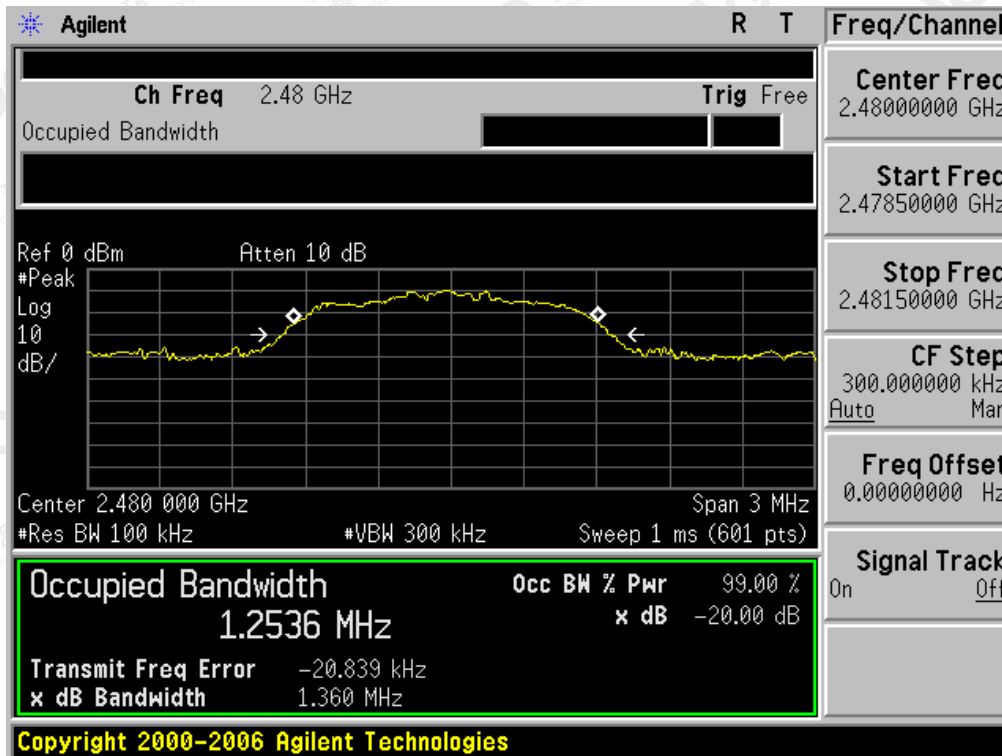 Agilent R T
Ch Freq 2.48 GHz Trig Free
Occupied Bandwidth
Ref 0 dBm Atten 10 dB
#Peak
Log
10
dB/
Center 2.480 000 GHz Span 3 MHz
#Res BW 100 kHz #VBW 300 kHz Sweep 1 ms (601 pts)
Occupied Bandwidth Occ BW % Pwr 99.00 %
1.2536 MHz x dB -20.00 dB
Transmit Freq Error -20.839 kHz
x dB Bandwidth 1.360 MHz
Copyright 2000-2006 Agilent Technologies
Freq/Channel
Center Freq
2.48000000 GHz
Start Freq
2.47850000 GHz
Stop Freq
2.48150000 GHz
CF Step
300.000000 kHz
Auto Man
Freq Offset
0.00000000 Hz
Signal Track
On Off